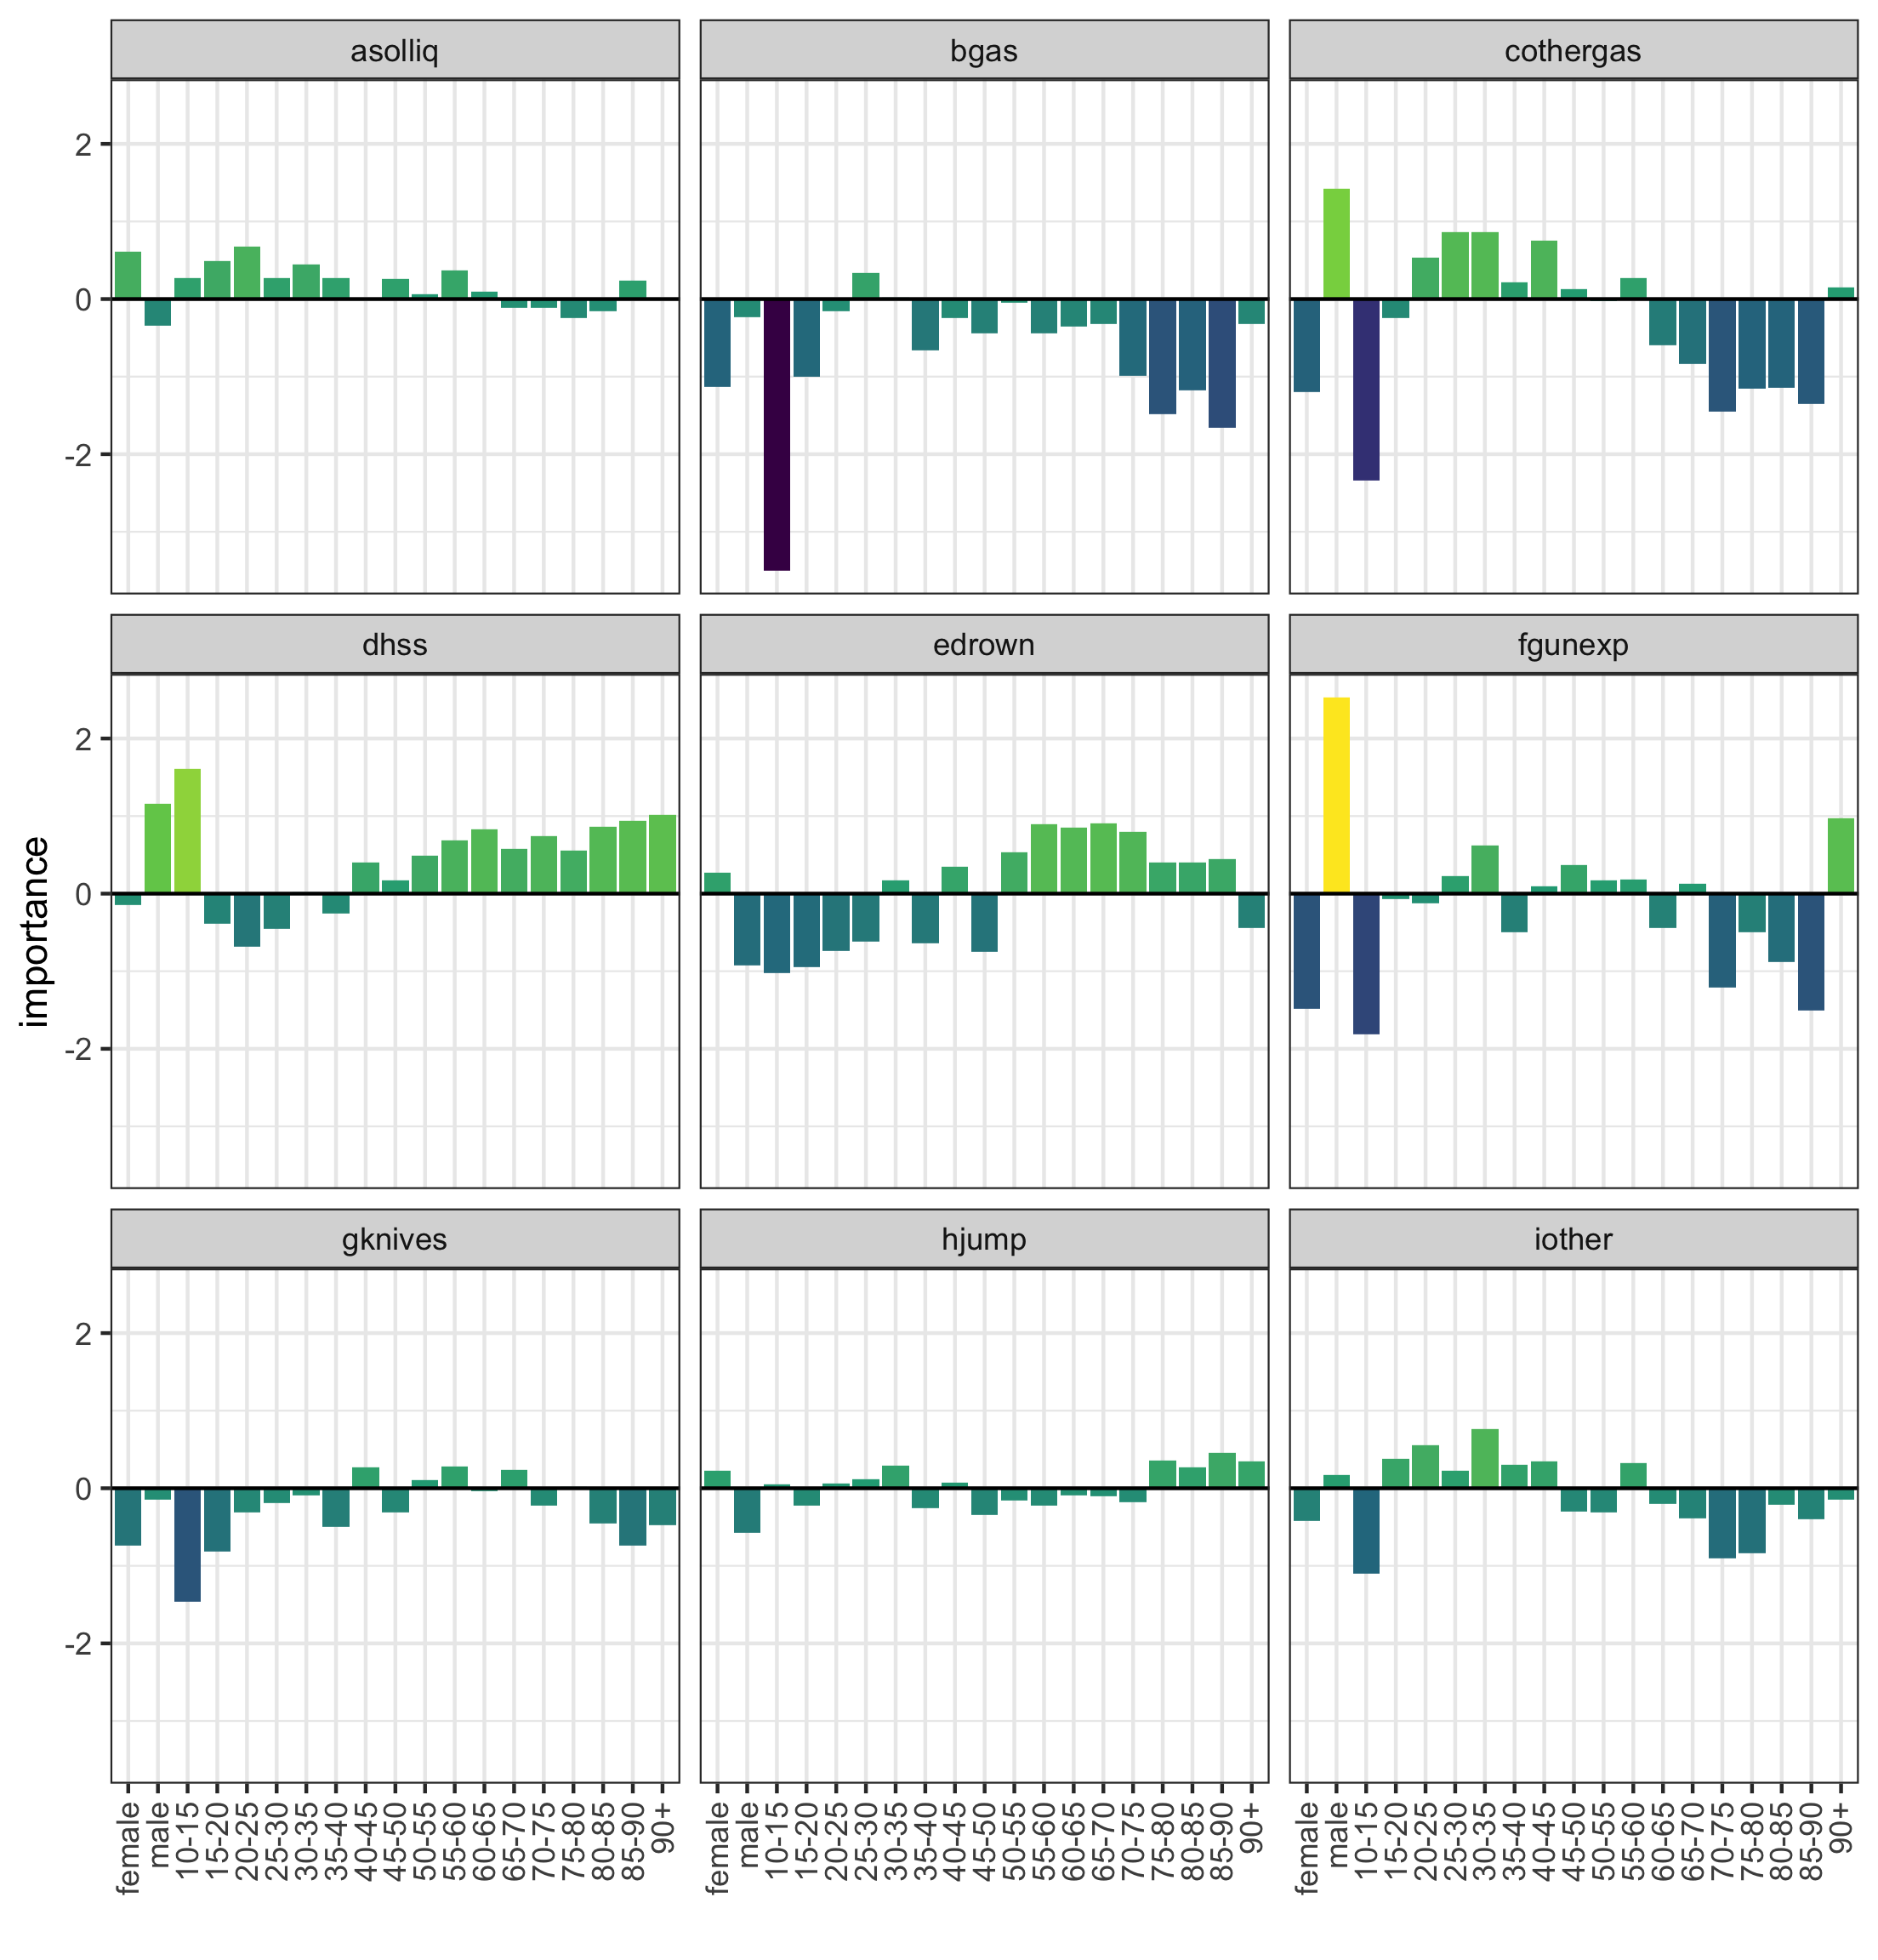 asolliq bgas cothergas
2
0
-2
dhss edrown fgunexp
2
0
-2
importance
gknives hjump iother
2
0
-2
female male 10-15 15-20 20-25 25-30 30-35 35-40 40-45 45-50 50-55 55-60 60-65 65-70 70-75 75-80 80-85 85-90 90+
female male 10-15 15-20 20-25 25-30 30-35 35-40 40-45 45-50 50-55 55-60 60-65 65-70 70-75 75-80 80-85 85-90 90+
female male 10-15 15-20 20-25 25-30 30-35 35-40 40-45 45-50 50-55 55-60 60-65 65-70 70-75 75-80 80-85 85-90 90+